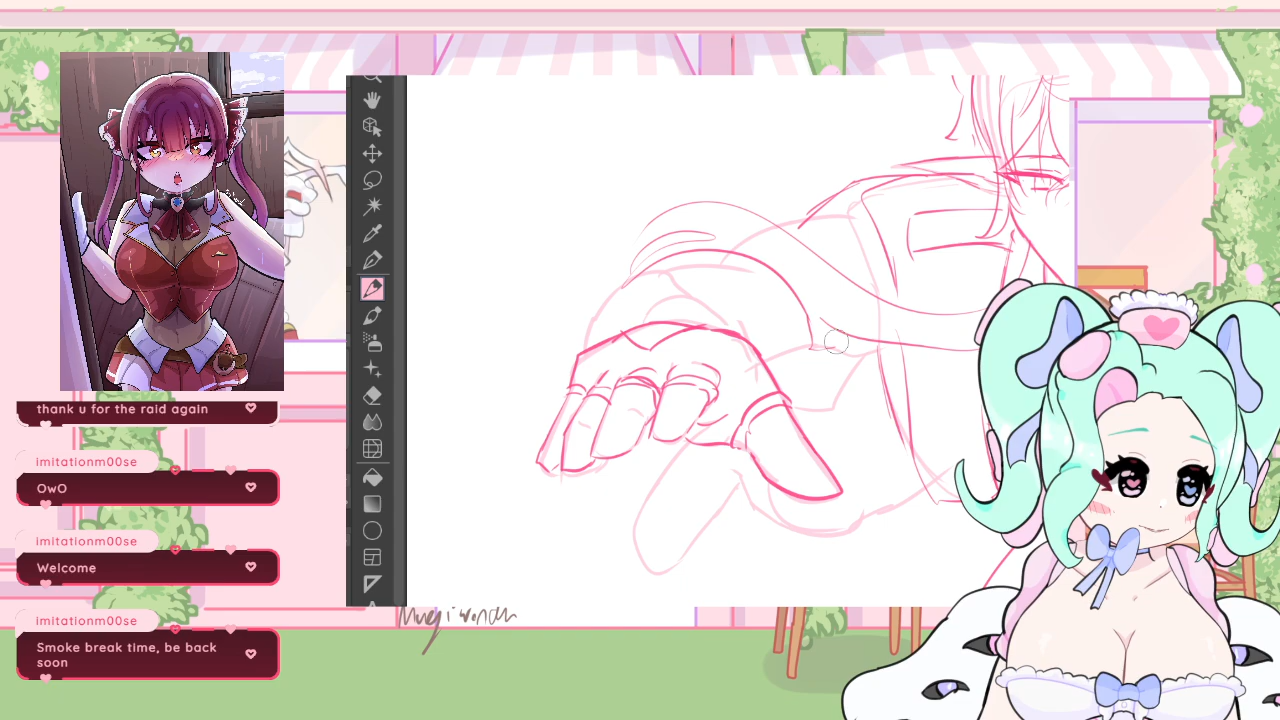 thank u for the raid again
imitationm00se
OwO
imitationm00se
Welcome
imitationm00se
Smoke break time, be back
soon